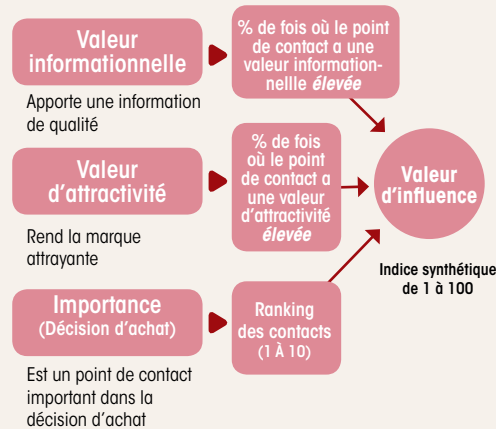 Valeur
informationnelle
Apporte une information
de qualité
% de fois où le point
de contact a une
valeur information-
nellle élevée
Valeur
d'attractivité
Rend la marque
attrayante
% de fois
où le point
de contact a
une valeur
d'attractivité
élevée
Importance
(Décision d'achat)
Est un point de contact
important dans la
décision d'achat
Ranking
des contacts
(1 À 10)
Valeur
d'influence
Indice synthétique
de 1 à 100